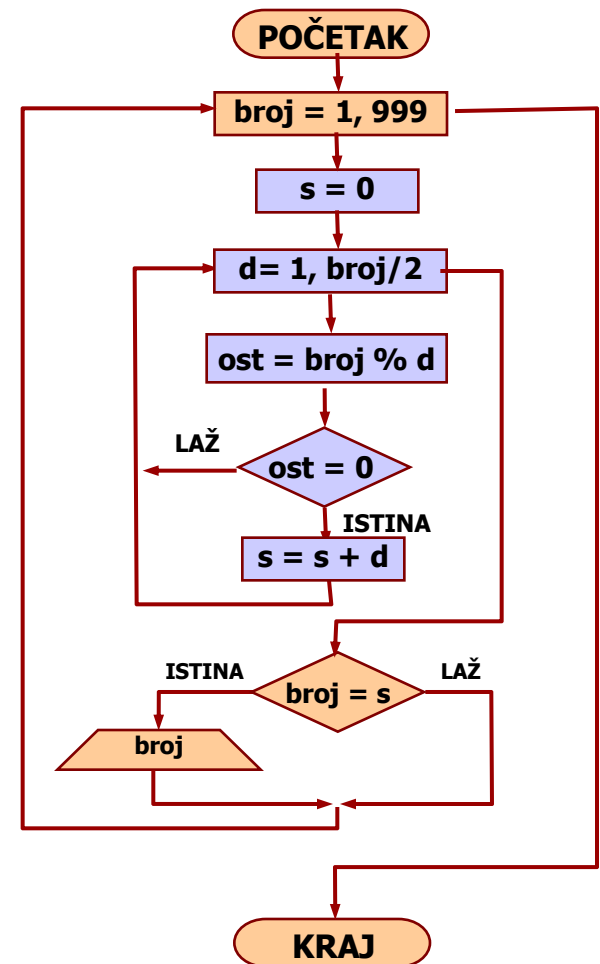 POČETAK
broj = 1, 999
s = 0
d= 1, broj/2
ost = broj % d
LAŽ
ost = 0
ISTINA
s = s + d
ISTINA
LAŽ
broj = s
broj
KRAJ